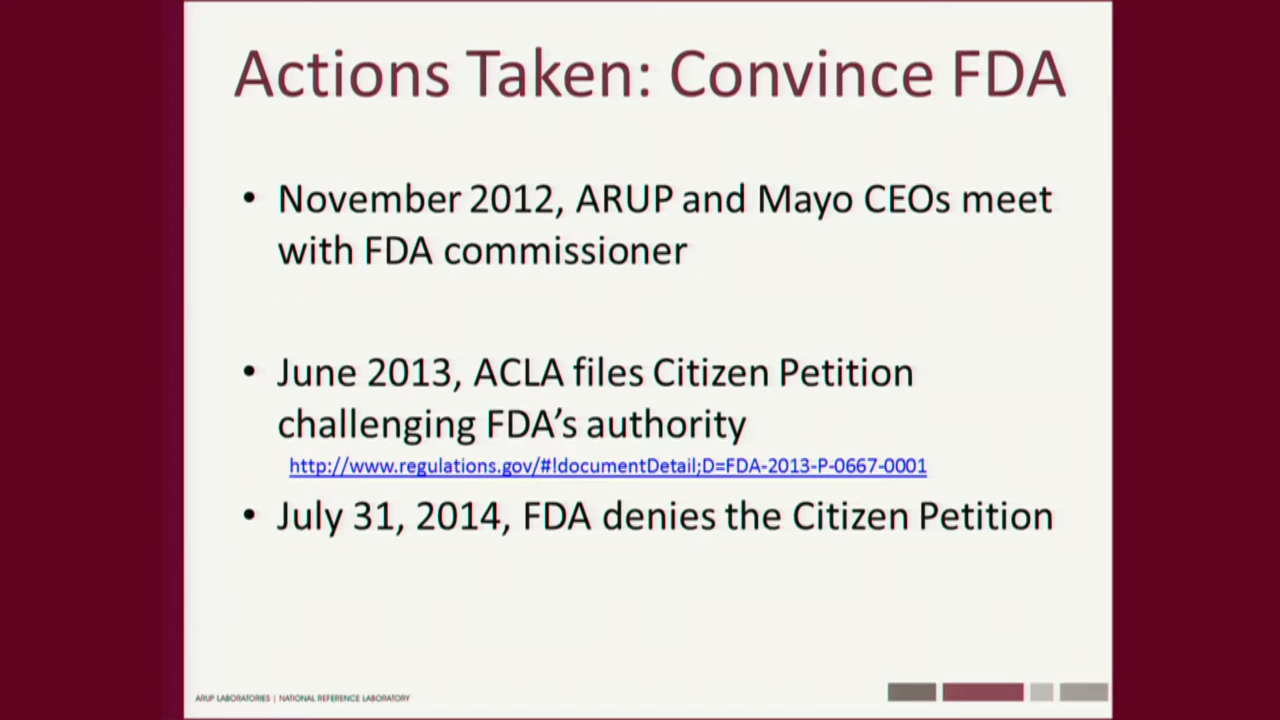 Actions Taken: Convince FDA
• November 2012, ARUP and Mayo CEOs meet
with FDA commissioner
• June 2013, ACLA files Citizen Petition
challenging FDA's authority
http://www.regulations.gov/#!documentDetail;D=FDA-2013-P-0667-0001
• July 31, 2014, FDA denies the Citizen Petition
ARUP LABORATORIES | NATIONAL REFERENCE LABORATORY